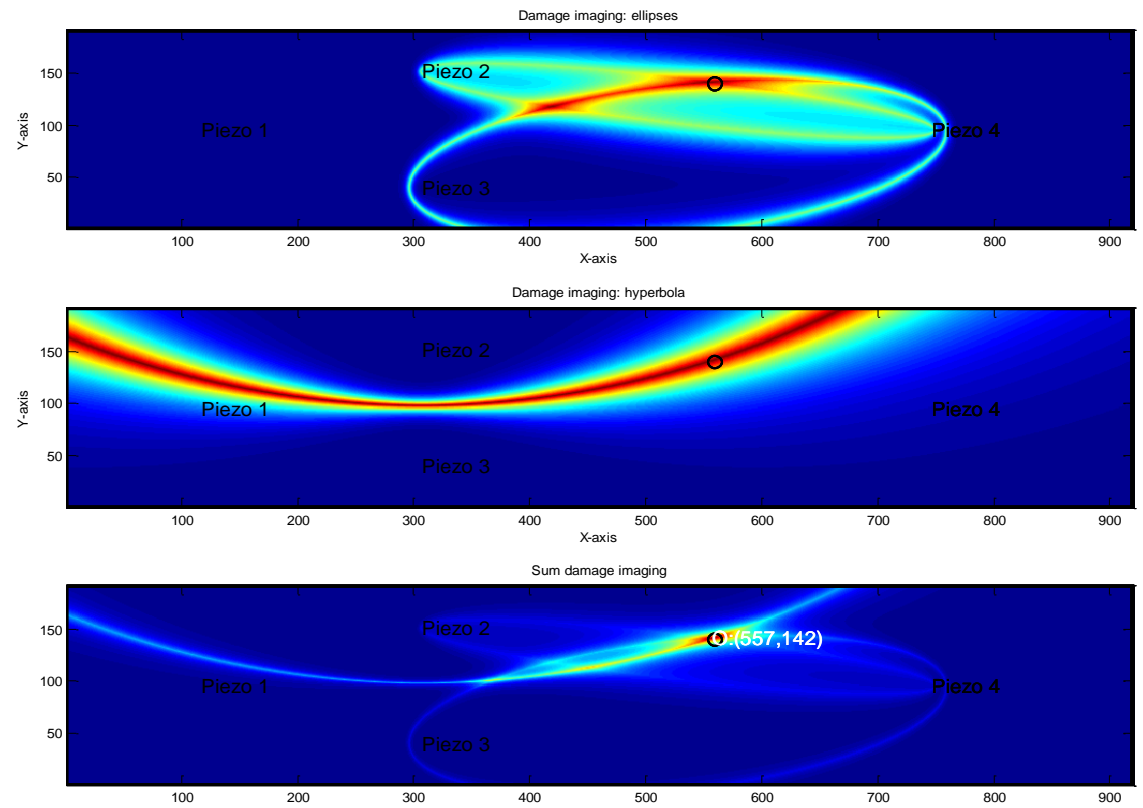 Damage imaging: ellipses
Y-axis
150
100
50
Piezo 2
Piezo 1
Piezo 4
Piezo 3
100 200 300 400 500 600 700 800 900
X-axis
Damage imaging: hyperbola
Y-axis
150
100
50
Piezo 2
Piezo 1
Piezo 4
Piezo 3
100 200 300 400 500 600 700 800 900
X-axis
Sum damage imaging
150
100
50
Piezo 2
:(557,142)
Piezo 1
Piezo 4
Piezo 3
100 200 300 400 500 600 700 800 900